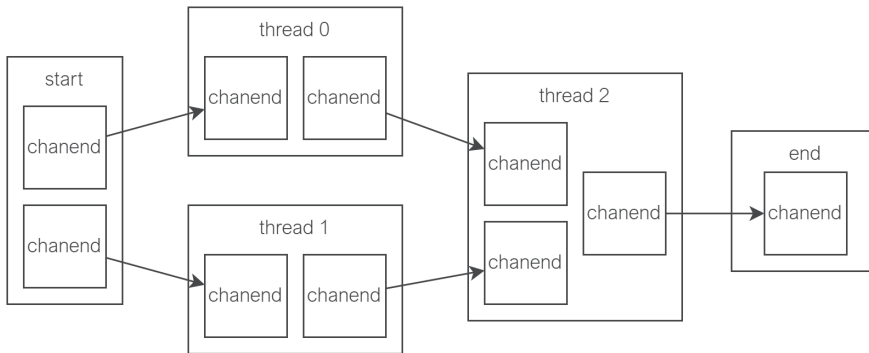 start
chanend
chanend
thread 0
chanend chanend
thread 1
chanend chanend
thread 2
chanend
chanend
chanend
end
chanend